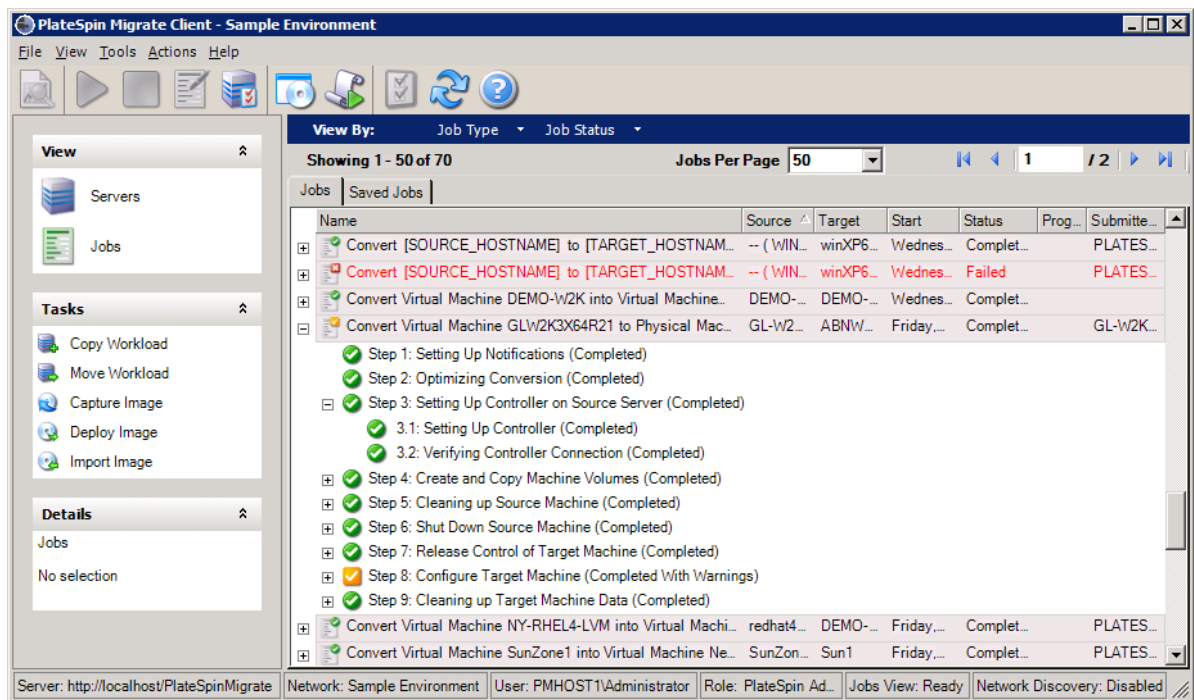 PlateSpin Migrate Client - Sample Environment
File View Tools Actions Help
View By: Job Type Job Status
View
Showing 1 - 50 of 70 Jobs Per Page 50 1 / 2
Servers
Jobs
Jobs Saved Jobs
Name Source Target Start Status Prog... Submitte...
Convert [SOURCE_HOSTNAME] to [TARGET_HOSTNAM... -- ( WIN... winXP6... Wednes... Complet... PLATES...
Convert [SOURCE_HOSTNAME] to [TARGET_HOSTNAM... -- ( WIN... winXP6... Wednes... Failed PLATES...
Convert Virtual Machine DEMO-W2K into Virtual Machine... DEMO-... DEMO-... Wednes... Complet...
Convert Virtual Machine GLW2K3X64R21 to Physical Mac... GL-W2... ABNW... Friday,... Complet... GL-W2K...
Step 1: Setting Up Notifications (Completed)
Step 2: Optimizing Conversion (Completed)
Step 3: Setting Up Controller on Source Server (Completed)
3.1: Setting Up Controller (Completed)
3.2: Verifying Controller Connection (Completed)
Step 4: Create and Copy Machine Volumes (Completed)
Step 5: Cleaning up Source Machine (Completed)
Step 6: Shut Down Source Machine (Completed)
Step 7: Release Control of Target Machine (Completed)
Step 8: Configure Target Machine (Completed With Warnings)
Step 9: Cleaning up Target Machine Data (Completed)
Convert Virtual Machine NY-RHEL4-LVM into Virtual Machi... redhat4... DEMO-... Friday,... Complet... PLATES...
Convert Virtual Machine SunZone1 into Virtual Machine Ne... SunZon... Sun1 Friday,... Complet... PLATES...
Tasks
Copy Workload
Move Workload
Capture Image
Deploy Image
Import Image
Details
Jobs
No selection
Server: http://localhost/PlateSpinMigrate Network: Sample Environment User: PMHOST1\Administrator Role: PlateSpin Ad... Jobs View: Ready Network Discovery: Disabled